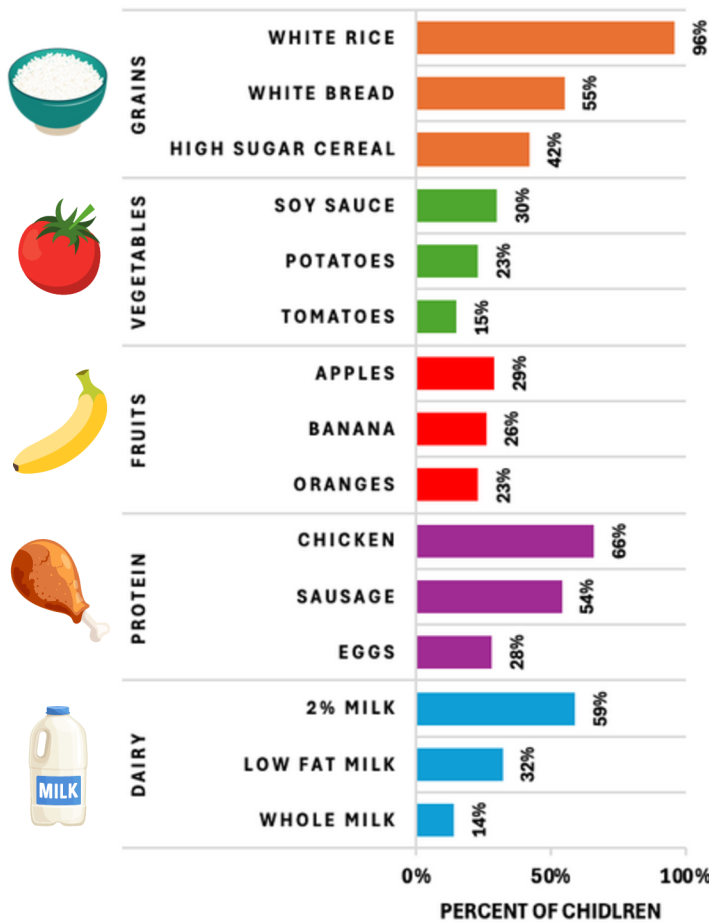 GRAINS
WHITE RICE 96%
WHITE BREAD 55%
HIGH SUGAR CEREAL 42%
VEGETABLES
SOY SAUCE 30%
POTATOES 23%
TOMATOES 15%
FRUITS
APPLES 29%
BANANA 26%
ORANGES 23%
PROTEIN
CHICKEN 66%
SAUSAGE 54%
EGGS 28%
DAIRY
MILK
2% MILK 59%
LOW FAT MILK 32%
WHOLE MILK 14%
0% 50% 100%
PERCENT OF CHIDLREN